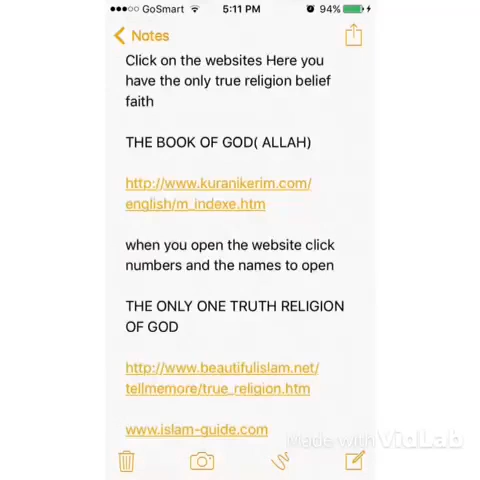 GoSmart 5:11 PM 94%
Notes
Click on the websites Here you
have the only true religion belief
faith
THE BOOK OF GOD( ALLAH)
http://www.kuranikerim.com/
english/m_indexe.htm
when you open the website click
numbers and the names to open
THE ONLY ONE TRUTH RELIGION
OF GOD
http://www.beautifulislam.net/
tellmemore/true_religion.htm
www.islam-guide.com
Made with VidLab